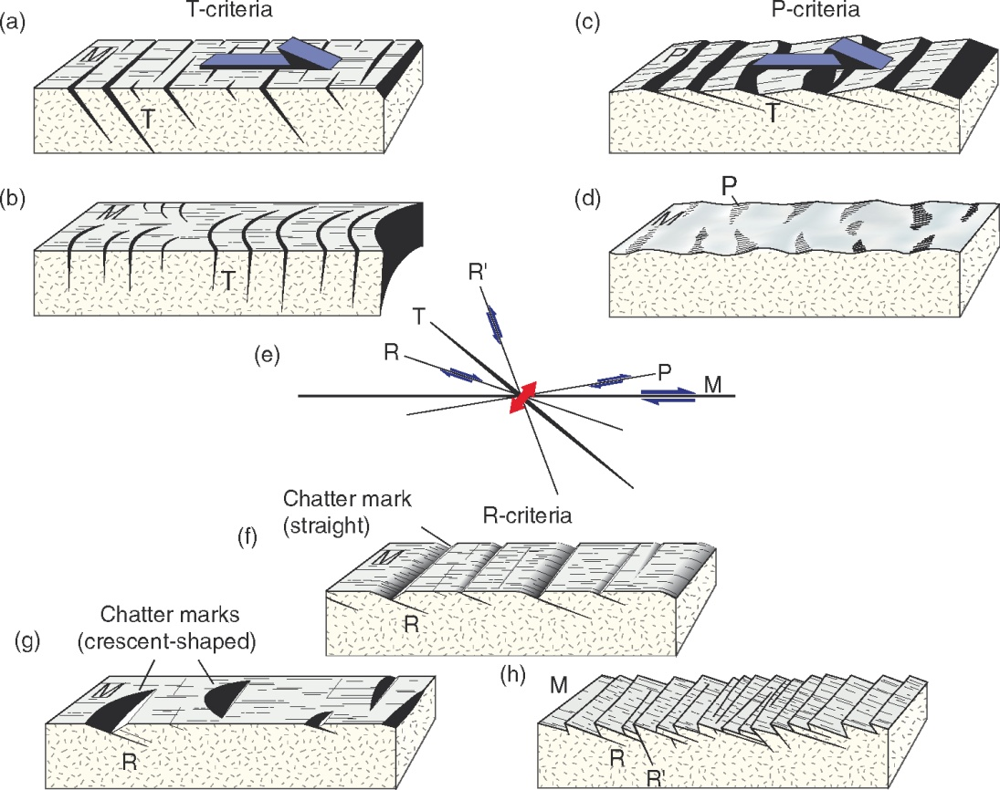 T-criteria
P-criteria
(a)
(c)
M
T
P
T
(b)
(d)
M
T
P
M
R'
T
R
(e)
P
M
Chatter mark
(straight)
R-criteria
(f)
M
R
Chatter marks
(crescent-shaped)
(g)
(h)
M
R
M
R
R'